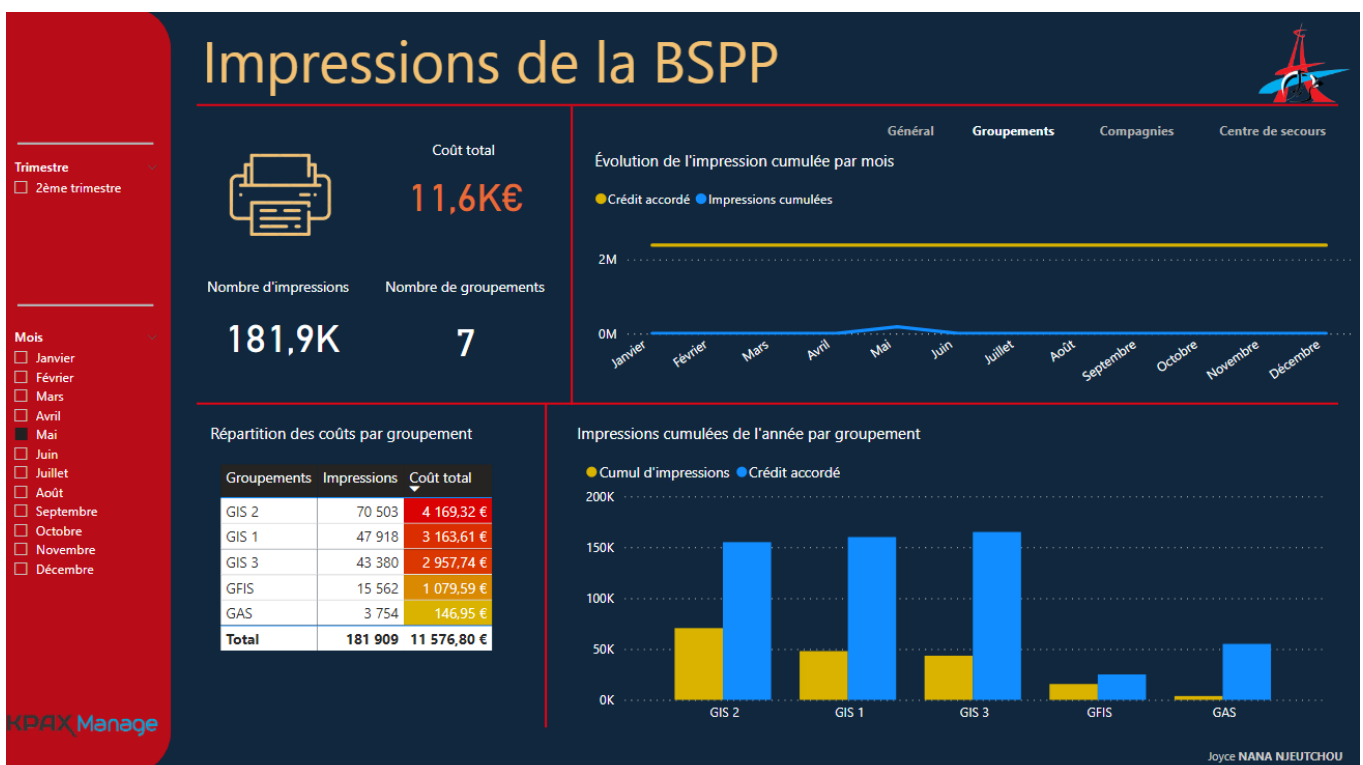 Impressions de la BSPP
Trimestre
2ème trimestre
Mois
Janvier
Février
Mars
Avril
Mai
Juin
Juillet
Août
Septembre
Octobre
Novembre
Décembre
KPAX Manage
Coût total
11,6K€
Nombre d'impressions
Nombre de groupements
181,9K
7
Général Groupements Compagnies Centre de secours
Évolution de l'impression cumulée par mois
Crédit accordé Impressions cumulées
2M
0M
Janvier Février Mars Avril Mai Juin Juillet Août Septembre Octobre Novembre Décembre
Répartition des coûts par groupement
Groupements Impressions Coût total
GIS 2 70 503 4 169,32 €
GIS 1 47 918 3 163,61 €
GIS 3 43 380 2 957,74 €
GFIS 15 562 1 079,59 €
GAS 3 754 146,95 €
Total 181 909 11 576,80 €
Impressions cumulées de l'année par groupement
Cumul d'impressions Crédit accordé
200K
150K
100K
50K
0K
GIS 2 GIS 1 GIS 3 GFIS GAS
Joyce NANA NJEUTCHOU